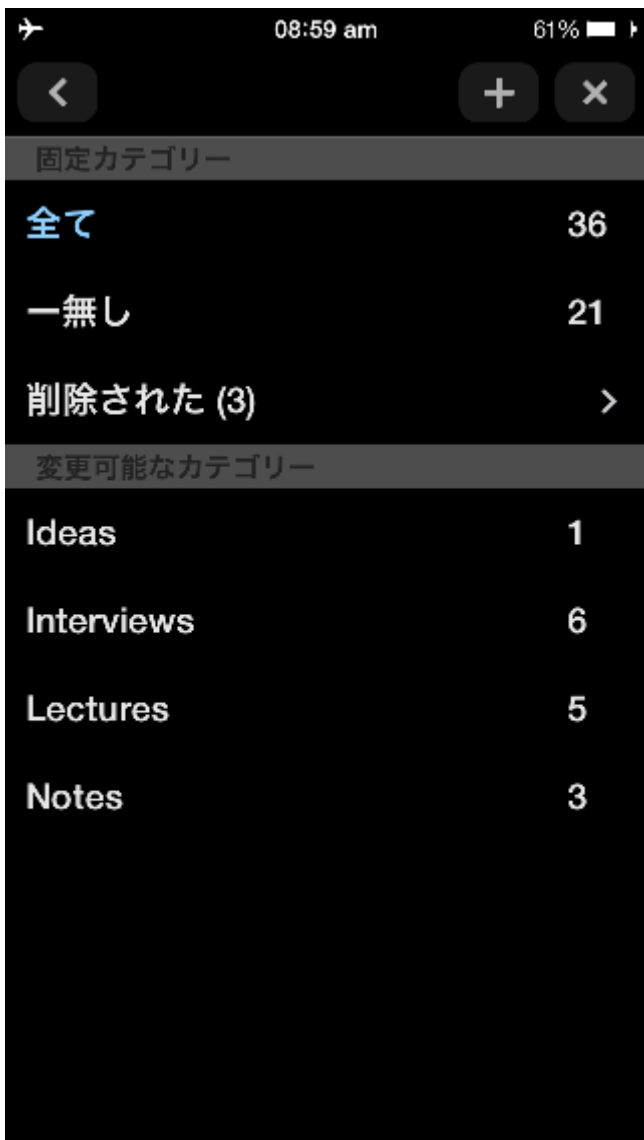 08:59 am 61%
固定カテゴリー
全て 36
ー無し 21
削除された (3)
変更可能なカテゴリー
Ideas 1
Interviews 6
Lectures 5
Notes 3